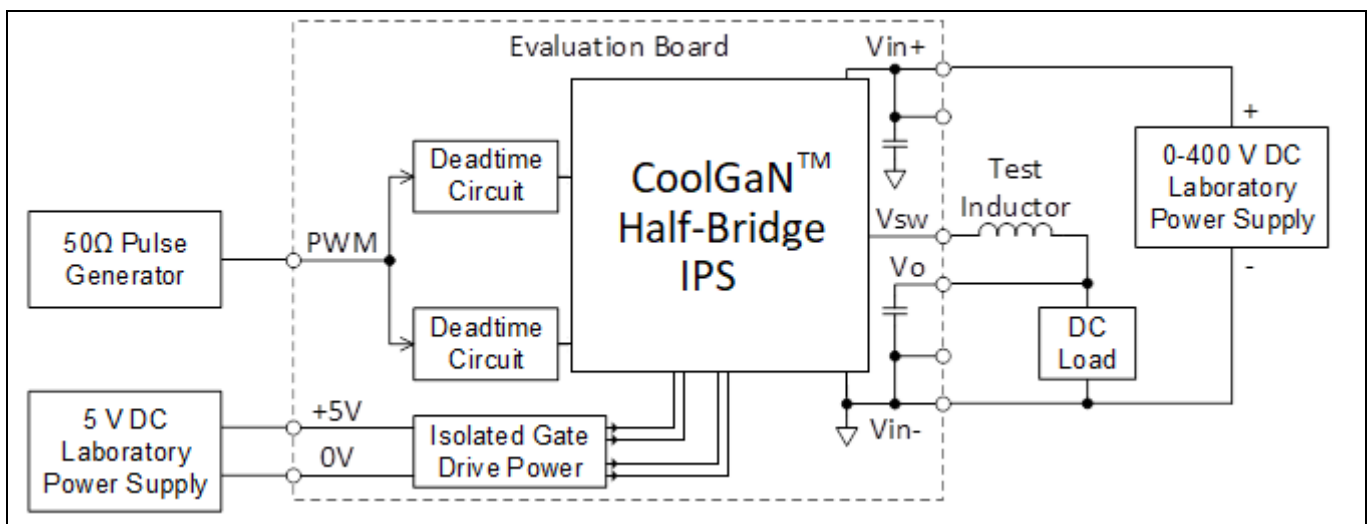 Evaluation Board
Vin+
Deadtime
Circuit
CoolGaN™
Half-Bridge
IPS
+
0-400 V DC
Laboratory
Power Supply
-
Test
Inductor
50Ω Pulse
Generator
PWM
Vsw
Vo
Deadtime
Circuit
DC
Load
5 V DC
Laboratory
Power Supply
+5V
0V
Isolated Gate
Drive Power
Vin-